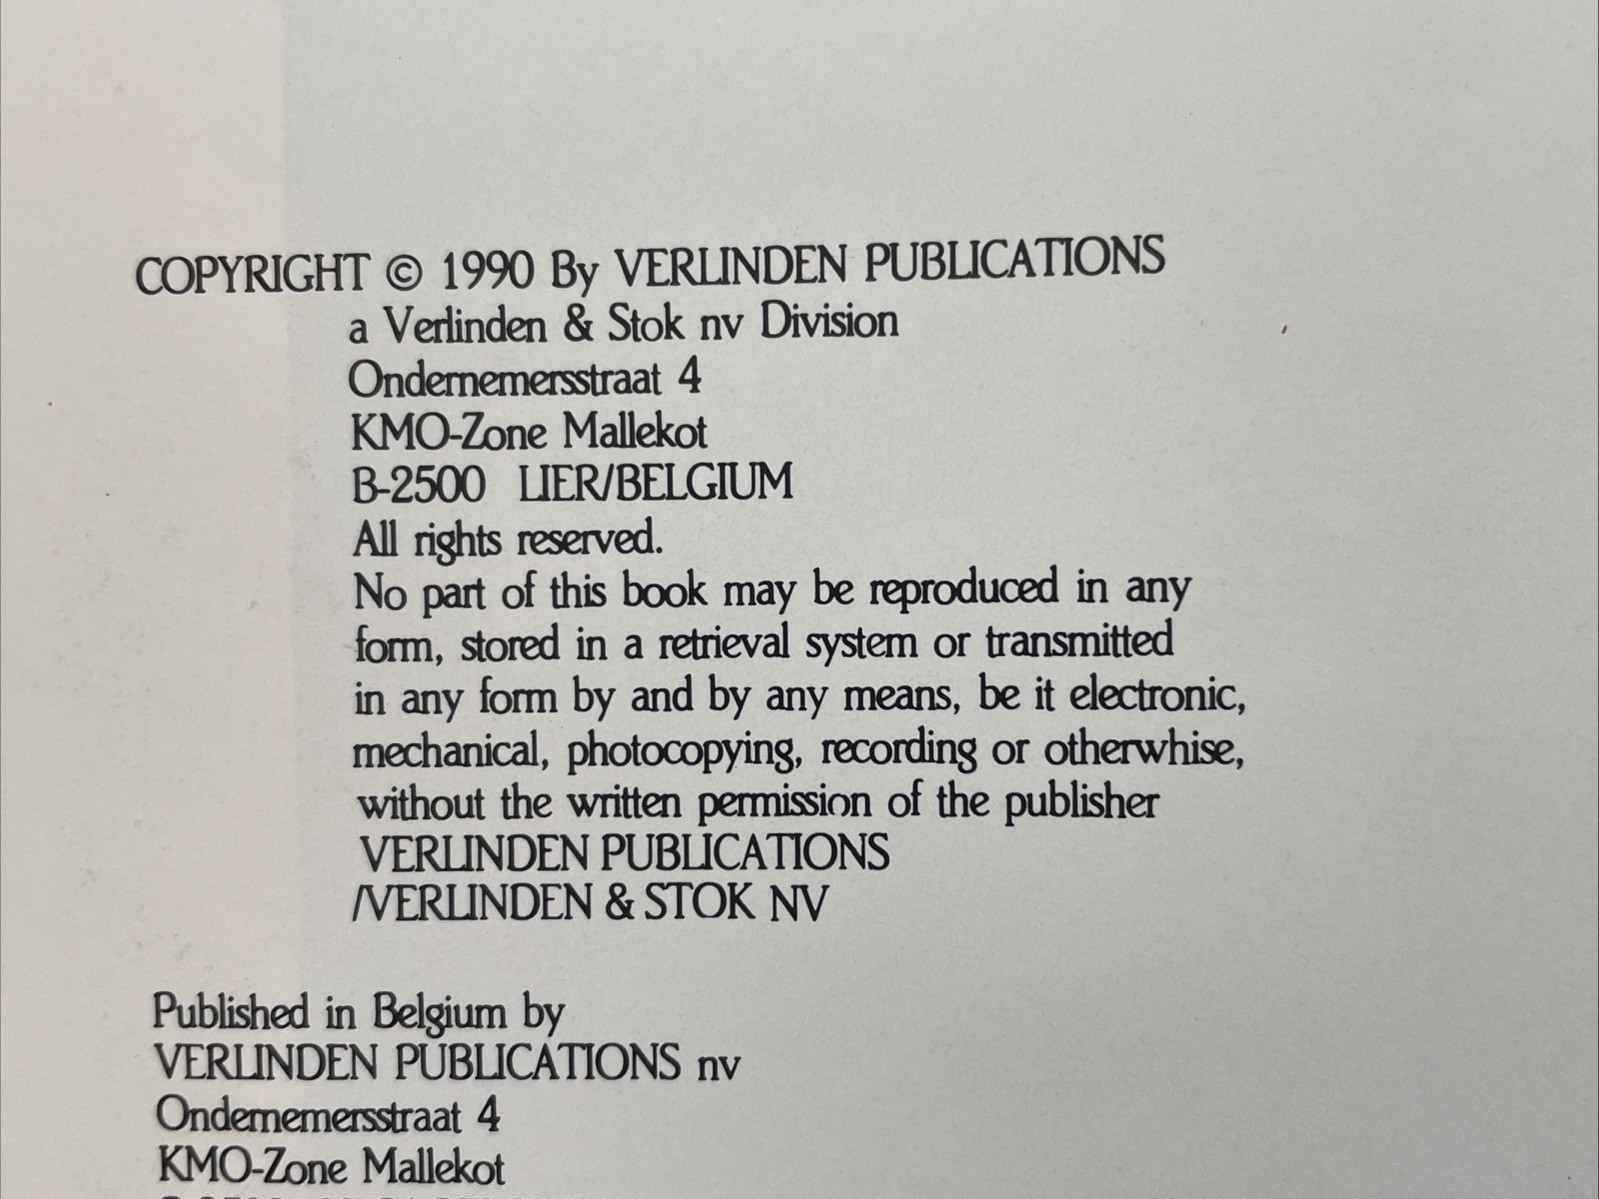 COPYRIGHT © 1990 By VERLINDEN PUBLICATIONS
a Verlinden & Stok nv Division
Ondernemersstraat 4
KMO-Zone Mallekot
B-2500 LIER/BELGIUM
All rights reserved.
No part of this book may be reproduced in any
form, stored in a retrieval system or transmitted
in any form by and by any means, be it electronic,
mechanical, photocopying, recording or otherwhise,
without the written permission of the publisher
VERLINDEN PUBLICATIONS
/VERLINDEN & STOK NV
Published in Belgium by
VERLINDEN PUBLICATIONS nv
Ondernemersstraat 4
KMO-Zone Mallekot